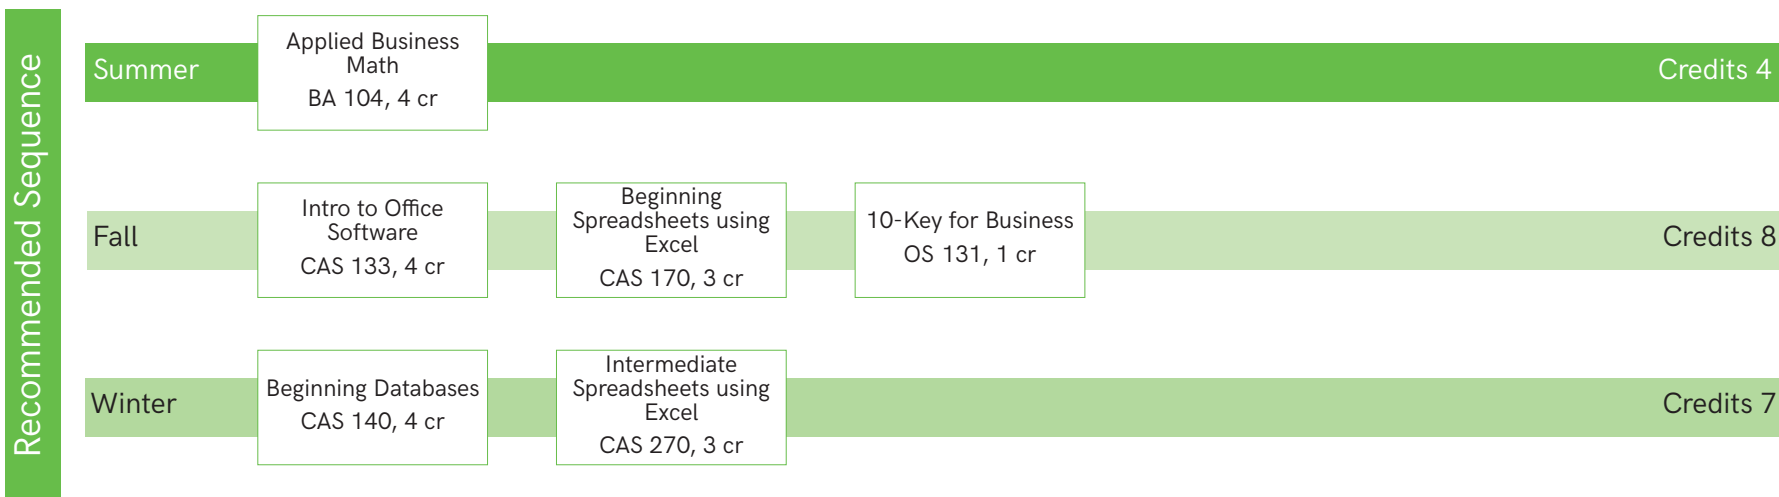 Recommended Sequence
Summer
Applied Business
Math
BA 104, 4 cr
Credits 4
Fall
Intro to Office
Software
CAS 133, 4 cr
Beginning
Spreadsheets using
Excel
CAS 170, 3 cr
10-Key for Business
OS 131, 1 cr
Credits 8
Winter
Beginning Databases
CAS 140, 4 cr
Intermediate
Spreadsheets using
Excel
CAS 270, 3 cr
Credits 7